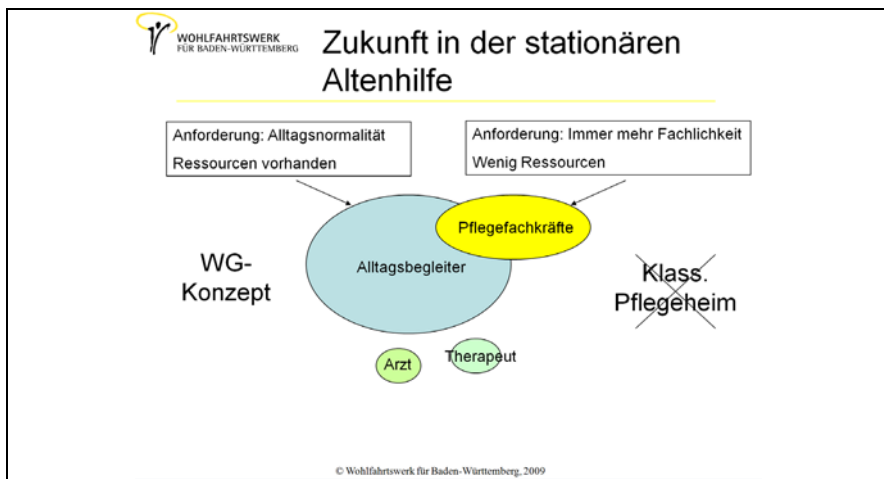 WOHLFAHRTSWERK
FÜR BADEN-WÜRTTEMBERG
Zukunft in der stationären
Altenhilfe
Anforderung: Alltagsnormalität
Ressourcen vorhanden
Anforderung: Immer mehr Fachlichkeit
Wenig Ressourcen
Pflegefachkräfte
Alltagsbegleiter
WG-
Konzept
Klass.
Pflegeheim
Arzt
Therapeut
© Wohlfahrtswerk für Baden-Württemberg, 2009